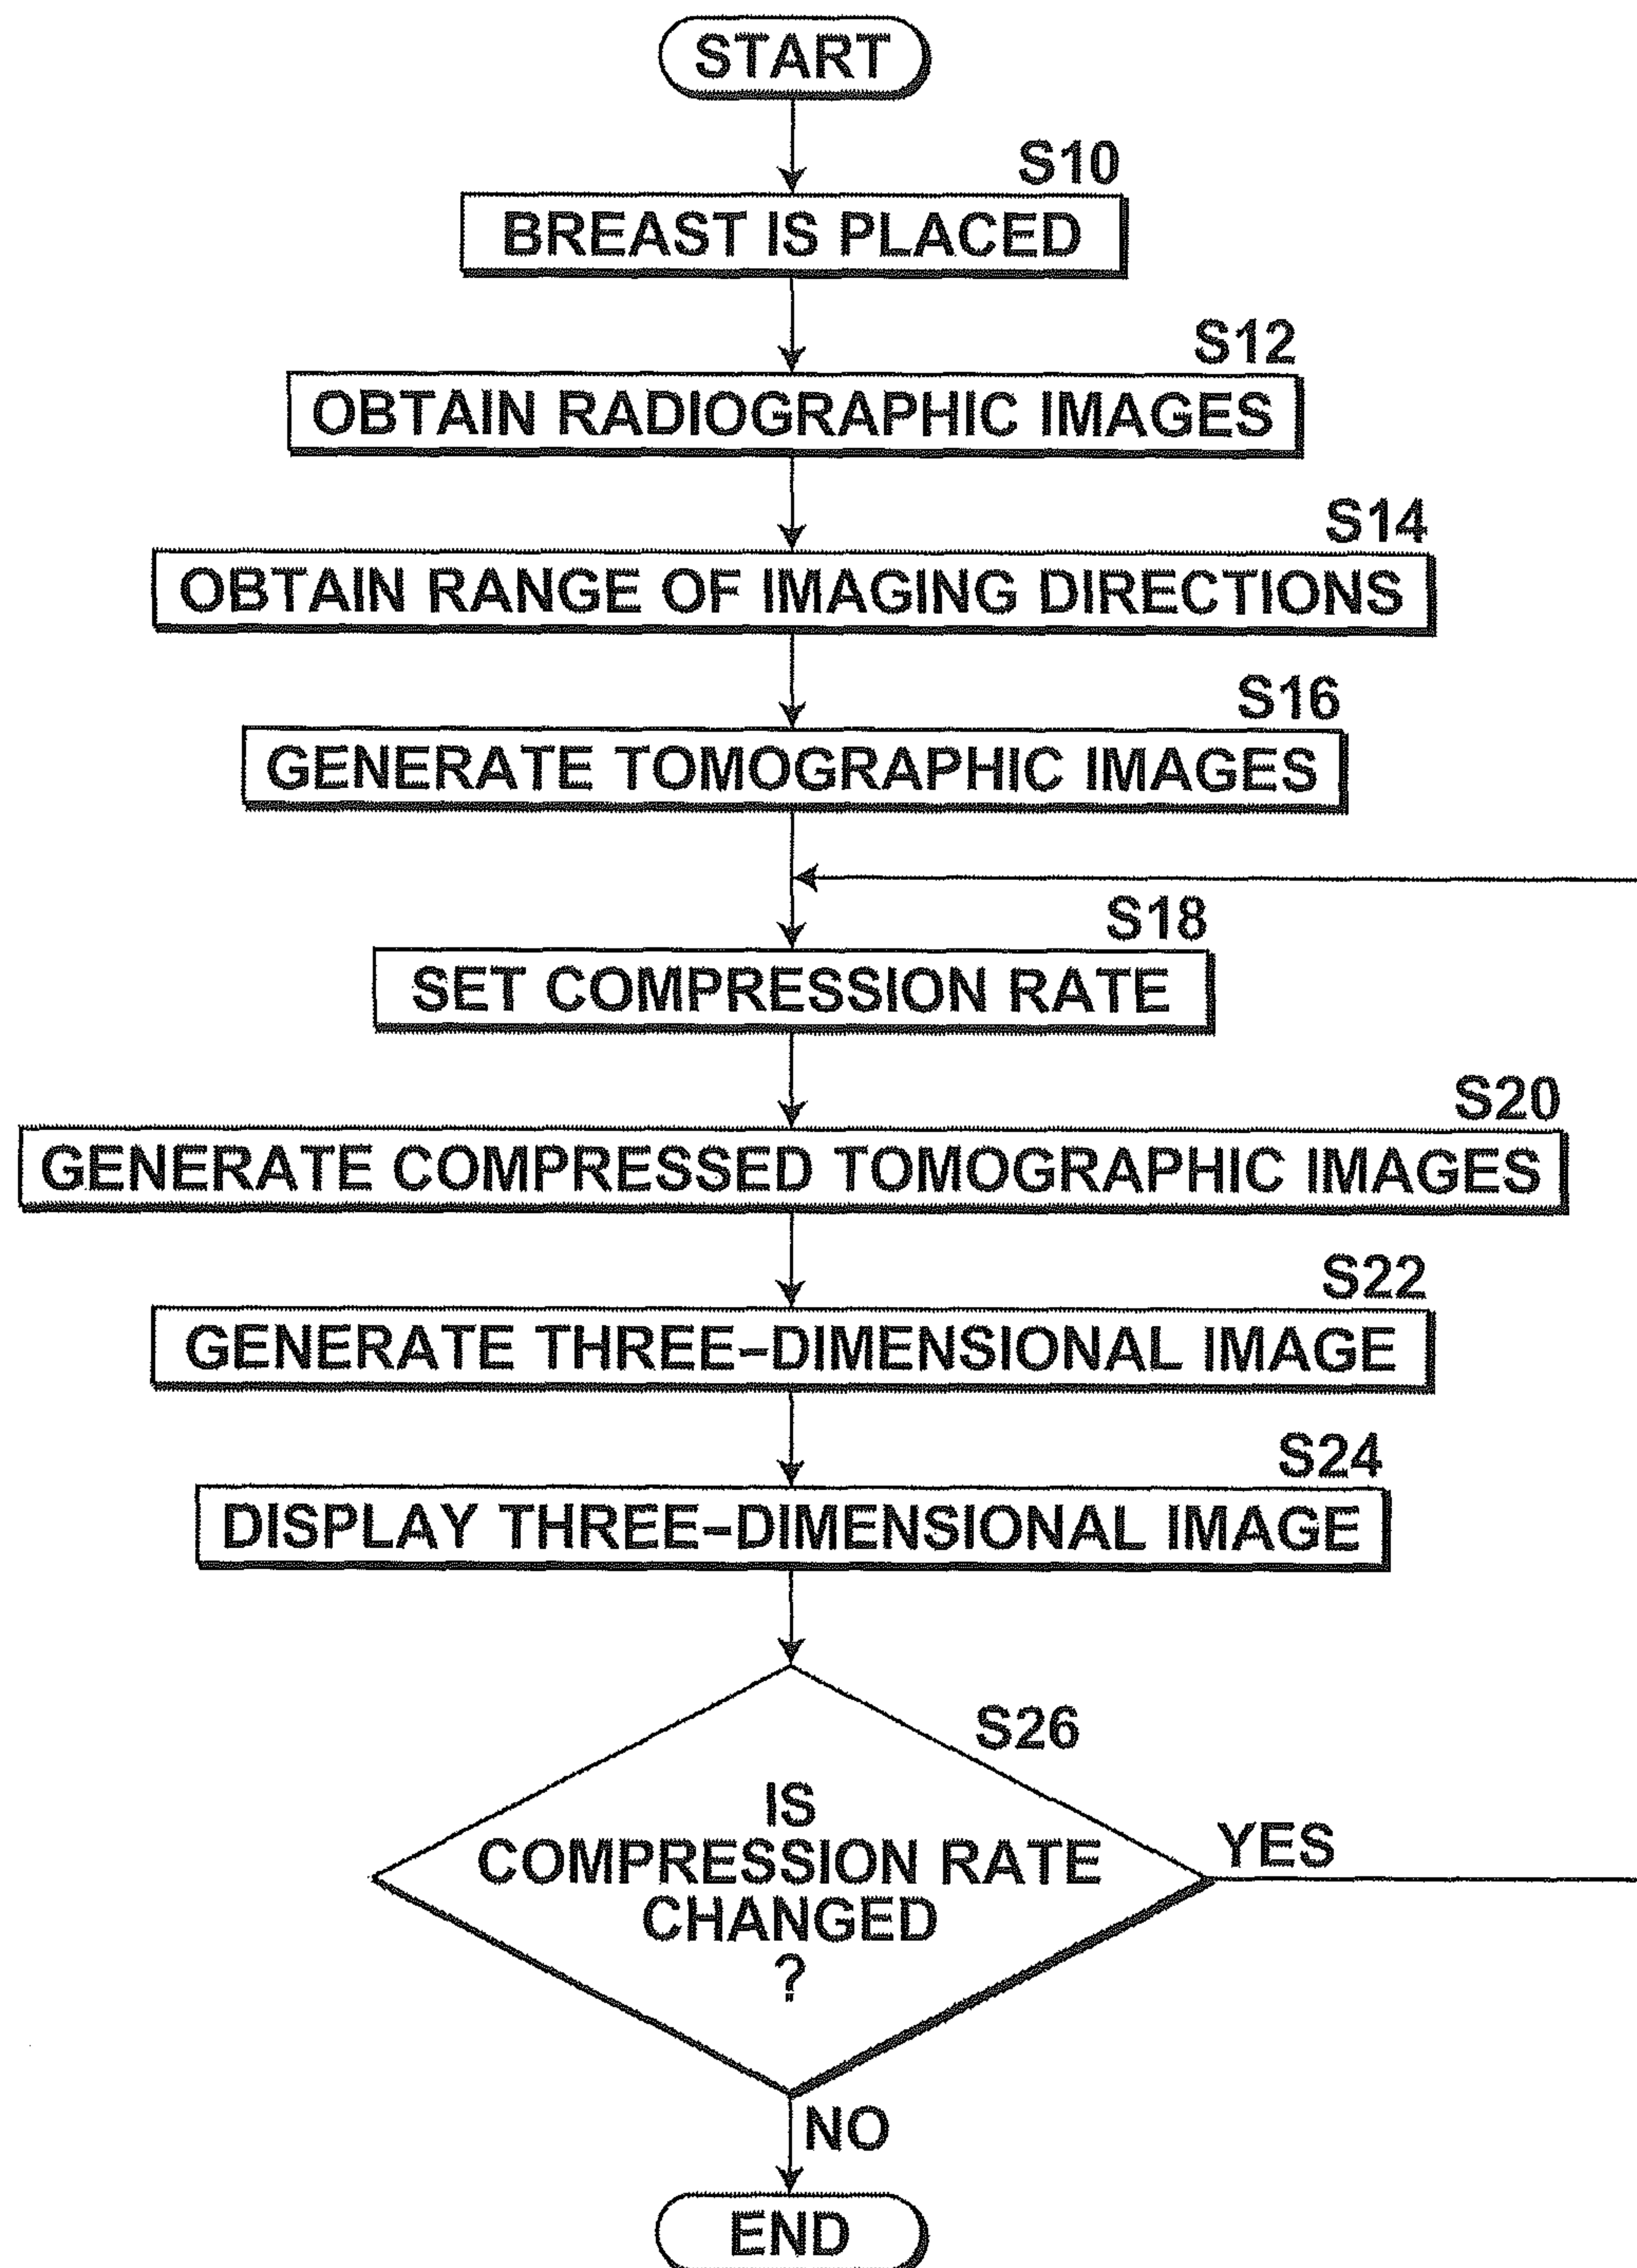 START
S10
BREAST IS PLACED
S12
OBTAIN RADIOGRAPHIC IMAGES
S14
OBTAIN RANGE OF IMAGING DIRECTIONS
S16
GENERATE TOMOGRAPHIC IMAGES
S18
SET COMPRESSION RATE
S20
GENERATE COMPRESSED TOMOGRAPHIC IMAGES
S22
GENERATE THREE–DIMENSIONAL IMAGE
S24
DISPLAY THREE–DIMENSIONAL IMAGE
S26
IS
COMPRESSION RATE
CHANGED
?
YES
NO
END